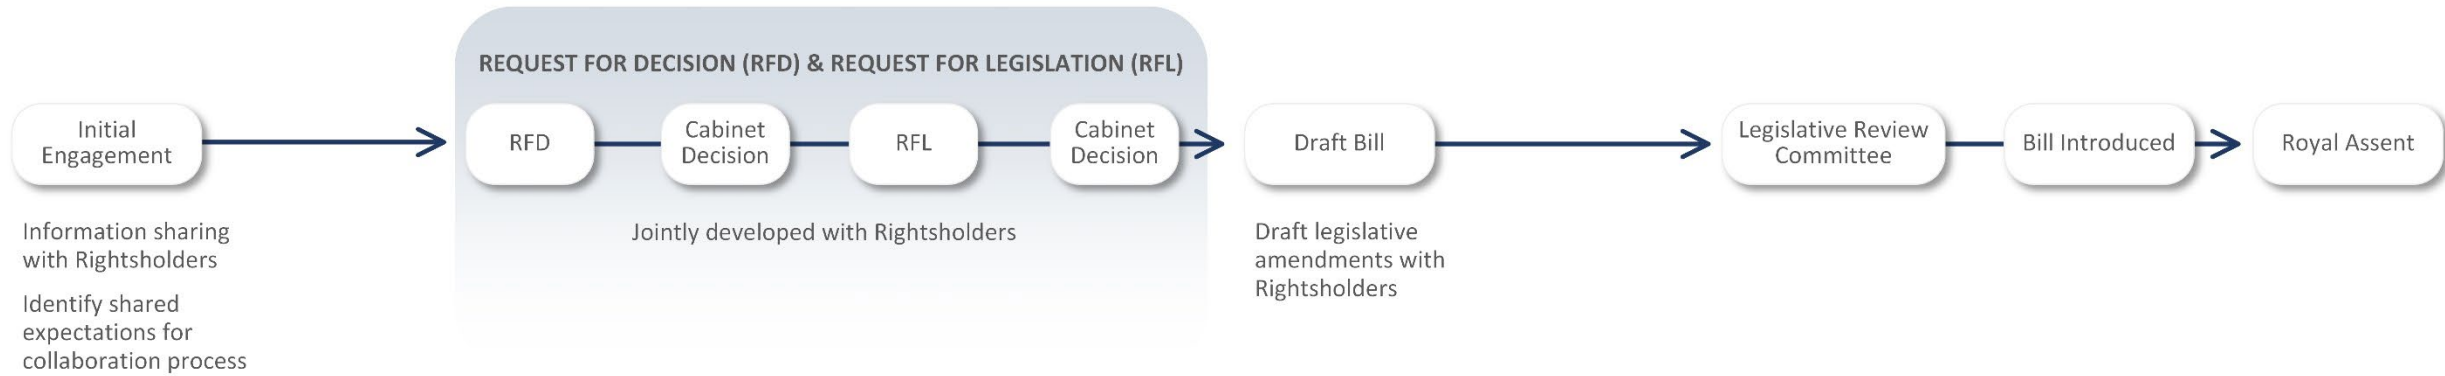 REQUEST FOR DECISION (RFD) & REQUEST FOR LEGISLATION (RFL)
Initial
Engagement
RFD
Cabinet
Decision
RFL
Cabinet
Decision
Draft Bill
Legislative Review
Committee
Bill Introduced
Royal Assent
Information sharing
with Rightsholders
Identify shared
expectations for
collaboration process
Jointly developed with Rightsholders
Draft legislative
amendments with
Rightsholders